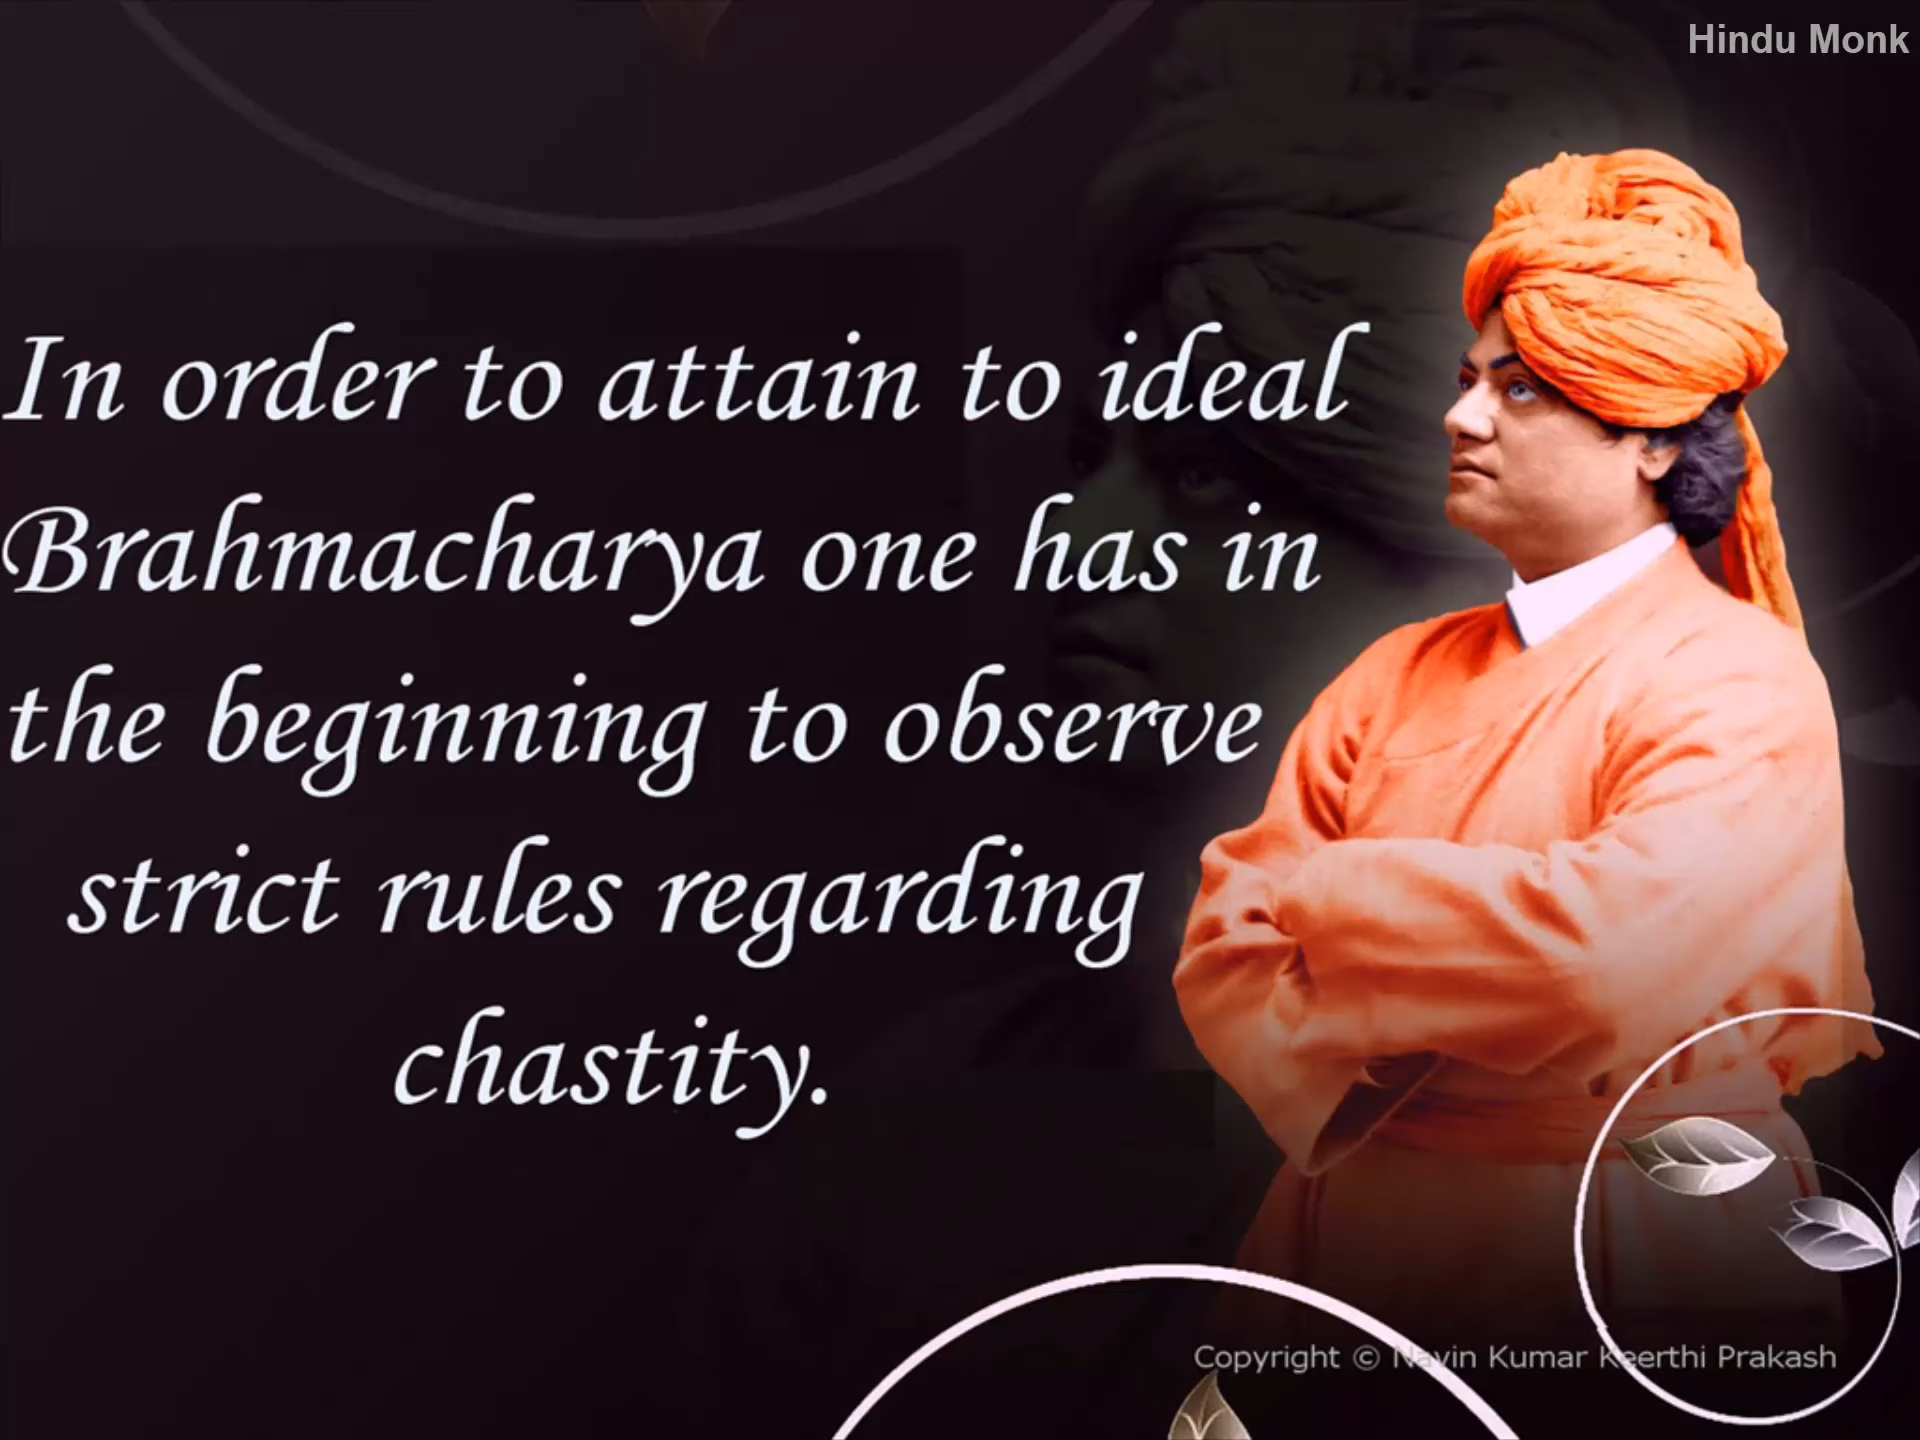 Hindu Monk
In order to attain to ideal
Brahmacharya one has in
the beginning to observe
strict rules regarding
chastity.
Copyright © Navin Kumar Keerthi Prakash